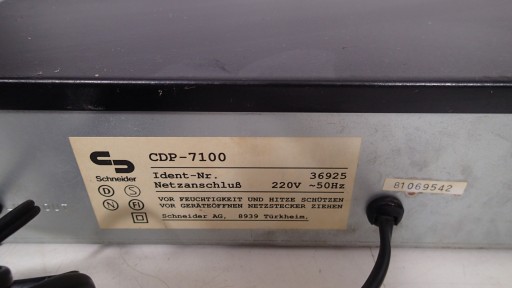 CDP-7100
Schneider
Ident-Nr. 36925
Netzanschluß 220V ~50Hz
D S
N FI
VOR FEUCHTIGKEIT UND HITZE SCHÜTZEN
VOR GERÄTEÖFFNEN NETZSTECKER ZIEHEN
Schneider AG, 8939 Türkheim.
81069542